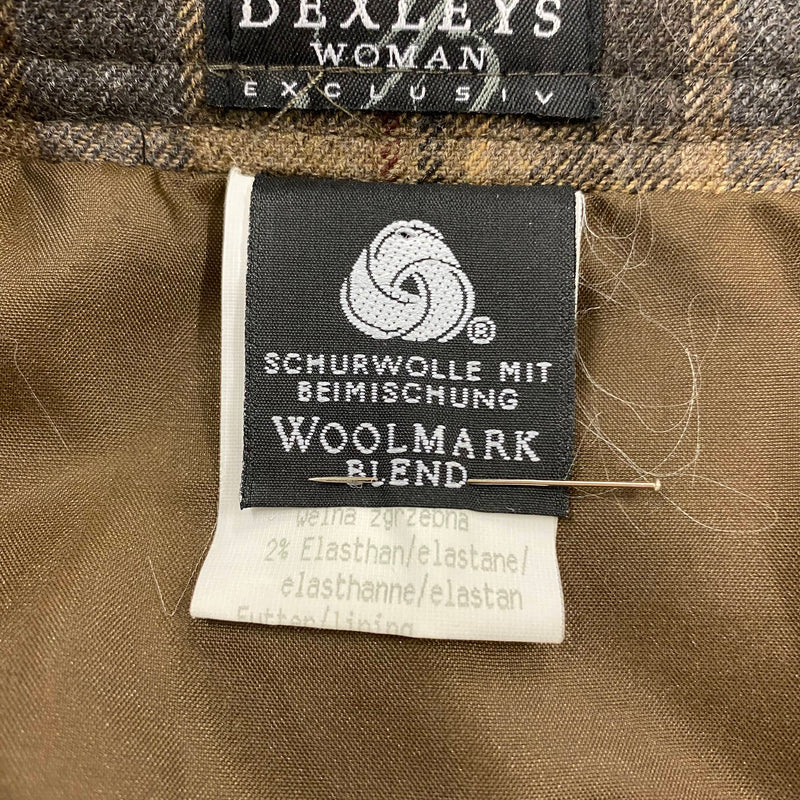 DEXLEYS
WOMAN
EXCLUSIV
®
SCHURWOLLE MIT
BEIMISCHUNG
WOOLMARK
BLEND
wełna zgrzebna
2% Elasthan/elastane/
elasthanne/elastan
Futter/lining